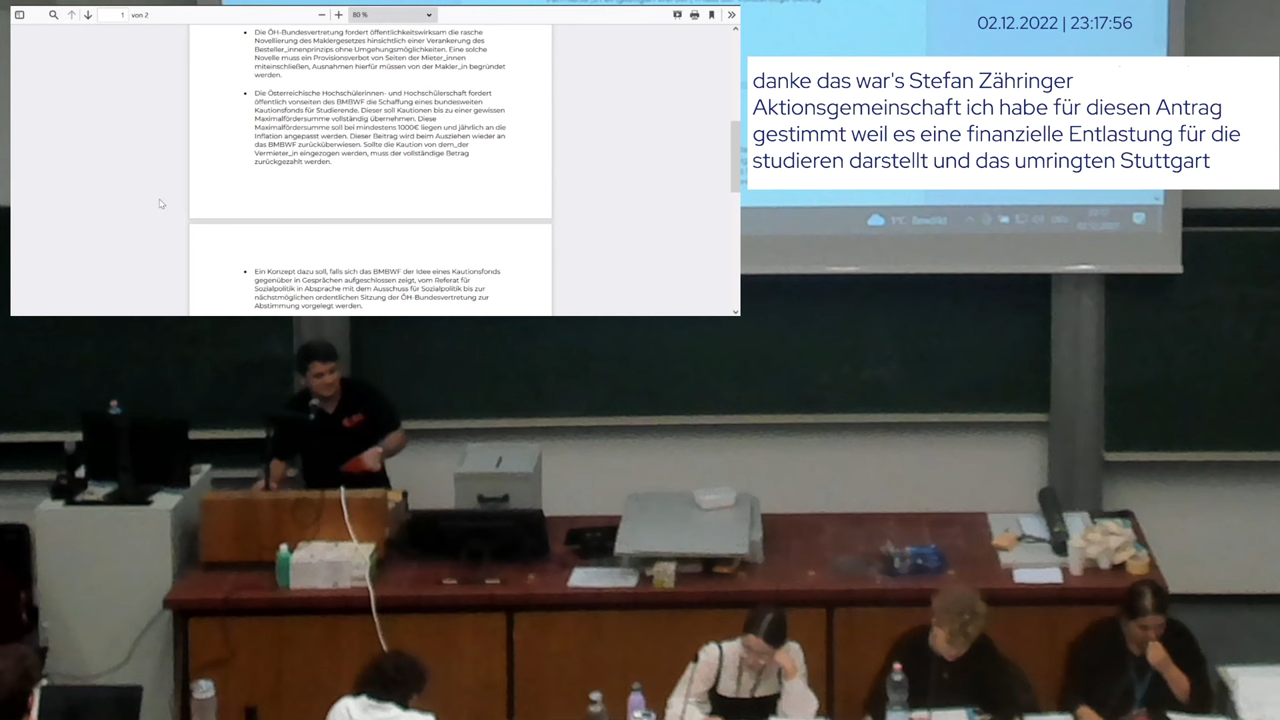 1 von 2
80 %
Die ÖH-Bundesvertretung fordert öffentlichkeitswirksam die rasche
Novellierung des Maklergesetzes hinsichtlich einer Verankerung des
Besteller_innenprinzips ohne Umgehungsmöglichkeiten. Eine solche
Novelle muss ein Provisionsverbot von Seiten der Mieter_innen
miteinschließen, Ausnahmen hierfür müssen von der Makler_in begründet
werden.
Die Österreichische Hochschülerinnen- und Hochschülerschaft fordert
öffentlich vonseiten des BMBWF die Schaffung eines bundesweiten
Kautionsfonds für Studierende. Dieser soll Kautionen bis zu einer gewissen
Maximalfördersumme vollständig übernehmen. Diese
Maximalfördersumme soll bei mindestens 1000€ liegen und jährlich an die
Inflation angepasst werden. Dieser Beitrag wird beim Ausziehen wieder an
das BMBWF zurücküberwiesen. Sollte die Kaution von dem_der
Vermieter_in eingezogen werden, muss der vollständige Betrag
zurückgezahlt werden.
Ein Konzept dazu soll, falls sich das BMBWF der Idee eines Kautionsfonds
gegenüber in Gesprächen aufgeschlossen zeigt, vom Referat für
Sozialpolitik in Absprache mit dem Ausschuss für Sozialpolitik bis zur
nächstmöglichen ordentlichen Sitzung der ÖH-Bundesvertretung zur
Abstimmung vorgelegt werden.
02.12.2022 | 23:17:56
danke das war's Stefan Zähringer
Aktionsgemeinschaft ich habe für diesen Antrag
gestimmt weil es eine finanzielle Entlastung für die
studieren darstellt und das umringten Stuttgart